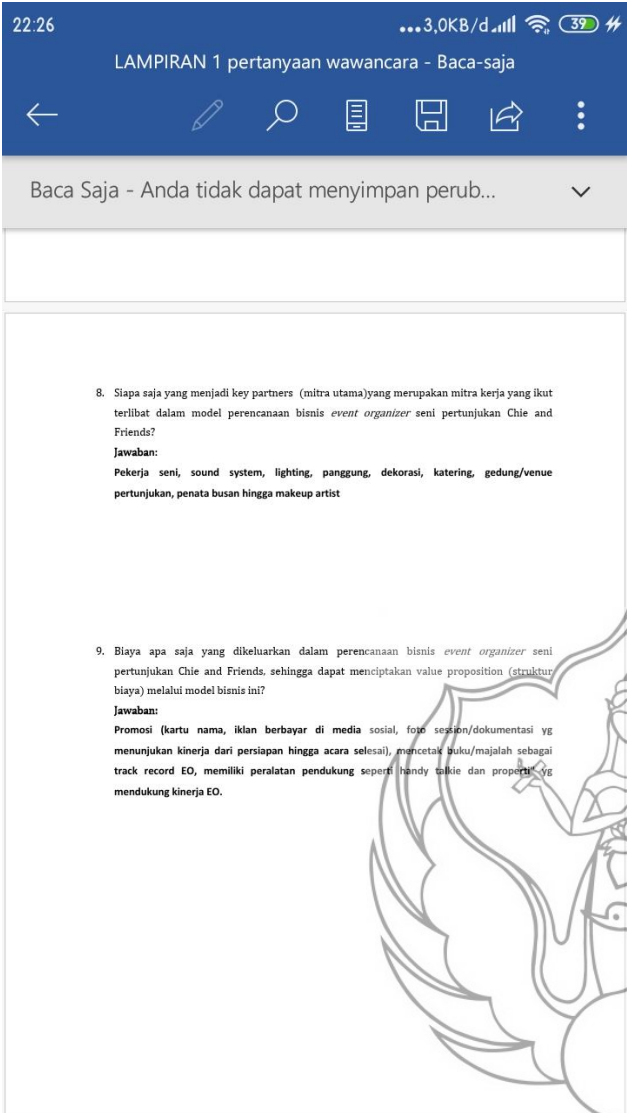 22:26
...3,0KB/d
39
LAMPIRAN 1 pertanyaan wawancara - Baca-saja
Baca Saja - Anda tidak dapat menyimpan perub...
8. Siapa saja yang menjadi key partners (mitra utama)yang merupakan mitra kerja yang ikut
terlibat dalam model perencanaan bisnis event organizer seni pertunjukan Chie and
Friends?
Jawaban:
Pekerja seni, sound system, lighting, panggung, dekorasi, katering, gedung/venue
pertunjukan, penata busan hingga makeup artist
9. Biaya apa saja yang dikeluarkan dalam perencanaan bisnis event organizer seni
pertunjukan Chie and Friends, sehingga dapat menciptakan value proposition (struktur
biaya) melalui model bisnis ini?
Jawaban:
Promosi (kartu nama, iklan berbayar di media sosial, foto session/dokumentasi yg
menunjukan kinerja dari persiapan hingga acara selesai), mencetak buku/majalah sebagai
track record EO, memiliki peralatan pendukung seperti handy talkie dan properti" yg
mendukung kinerja EO.